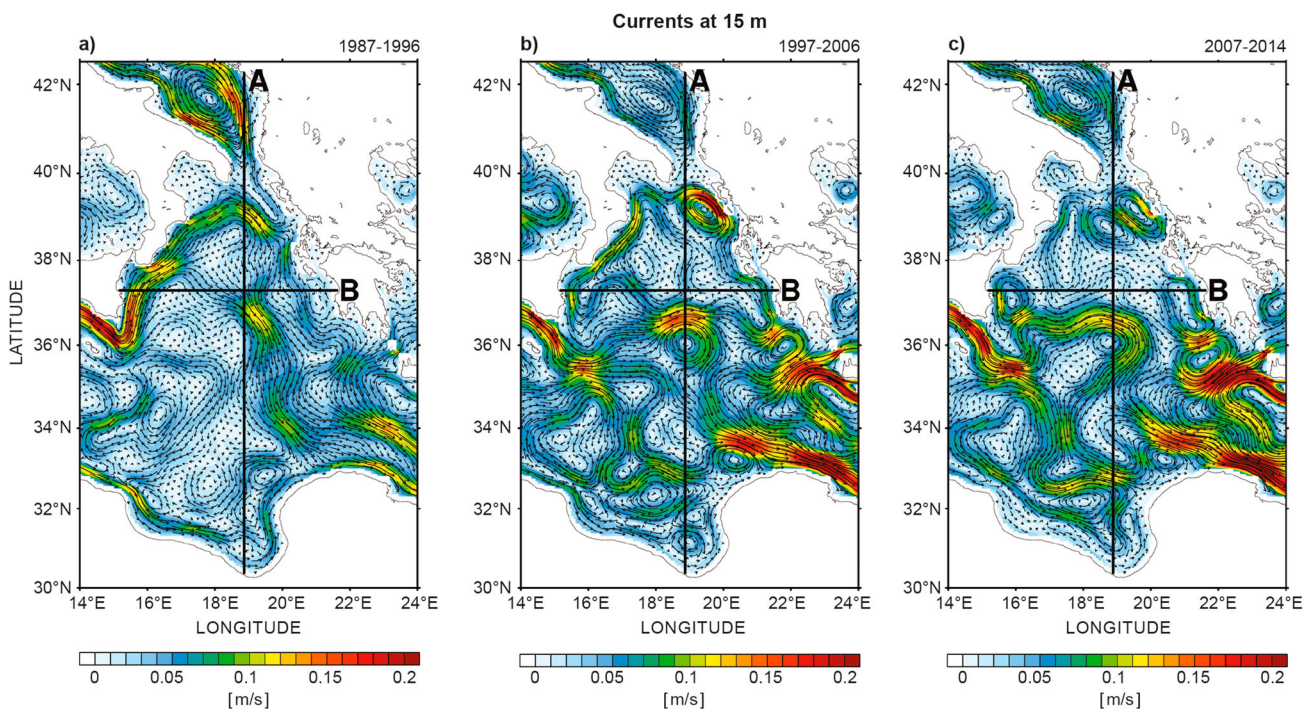 Currents at 15 m
a) 1987-1996
b) 1997-2006
c) 2007-2014
A
A
A
B
B
B
LATITUDE
42°N
40°N
38°N
36°N
34°N
32°N
30°N
42°N
40°N
38°N
36°N
34°N
32°N
30°N
42°N
40°N
38°N
36°N
34°N
32°N
30°N
14°E 16°E 18°E 20°E 22°E 24°E
14°E 16°E 18°E 20°E 22°E 24°E
14°E 16°E 18°E 20°E 22°E 24°E
LONGITUDE
LONGITUDE
LONGITUDE
0 0.05 0.1 0.15 0.2
0 0.05 0.1 0.15 0.2
0 0.05 0.1 0.15 0.2
[m/s]
[m/s]
[m/s]